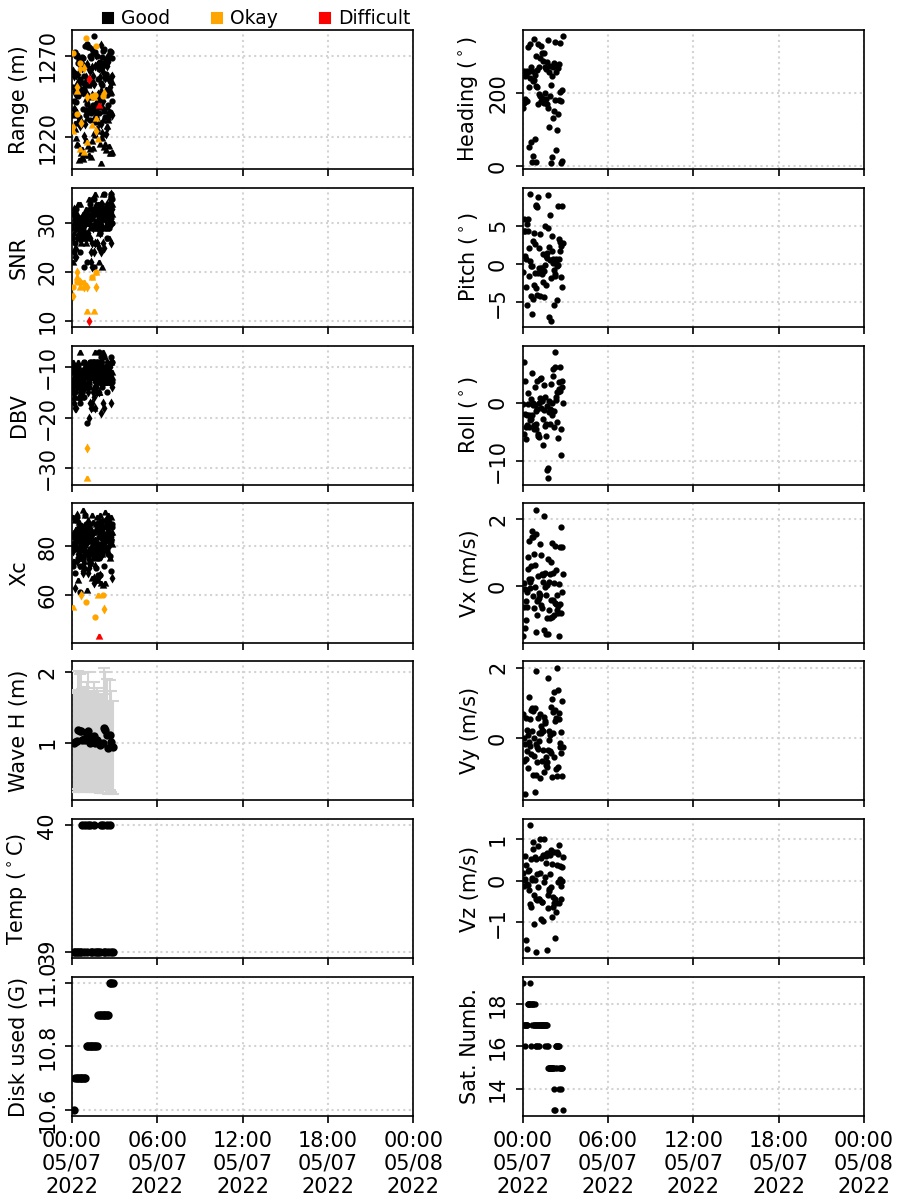 Good Okay Difficult
Range (m)
1270
1220
Heading (°)
200
0
SNR
30
20
10
Pitch (°)
5
0
−5
DBV
−10
−20
−30
Roll (°)
0
−10
Xc
80
60
Vx (m/s)
2
0
Wave H (m)
2
1
Vy (m/s)
2
0
Temp (°C)
40
39
Vz (m/s)
1
0
−1
Disk used (G)
11.0
10.8
10.6
Sat. Numb.
18
16
14
00:00 06:00 12:00 18:00 00:00
05/07 05/07 05/07 05/07 05/08
2022 2022 2022 2022 2022
00:00 06:00 12:00 18:00 00:00
05/07 05/07 05/07 05/07 05/08
2022 2022 2022 2022 2022